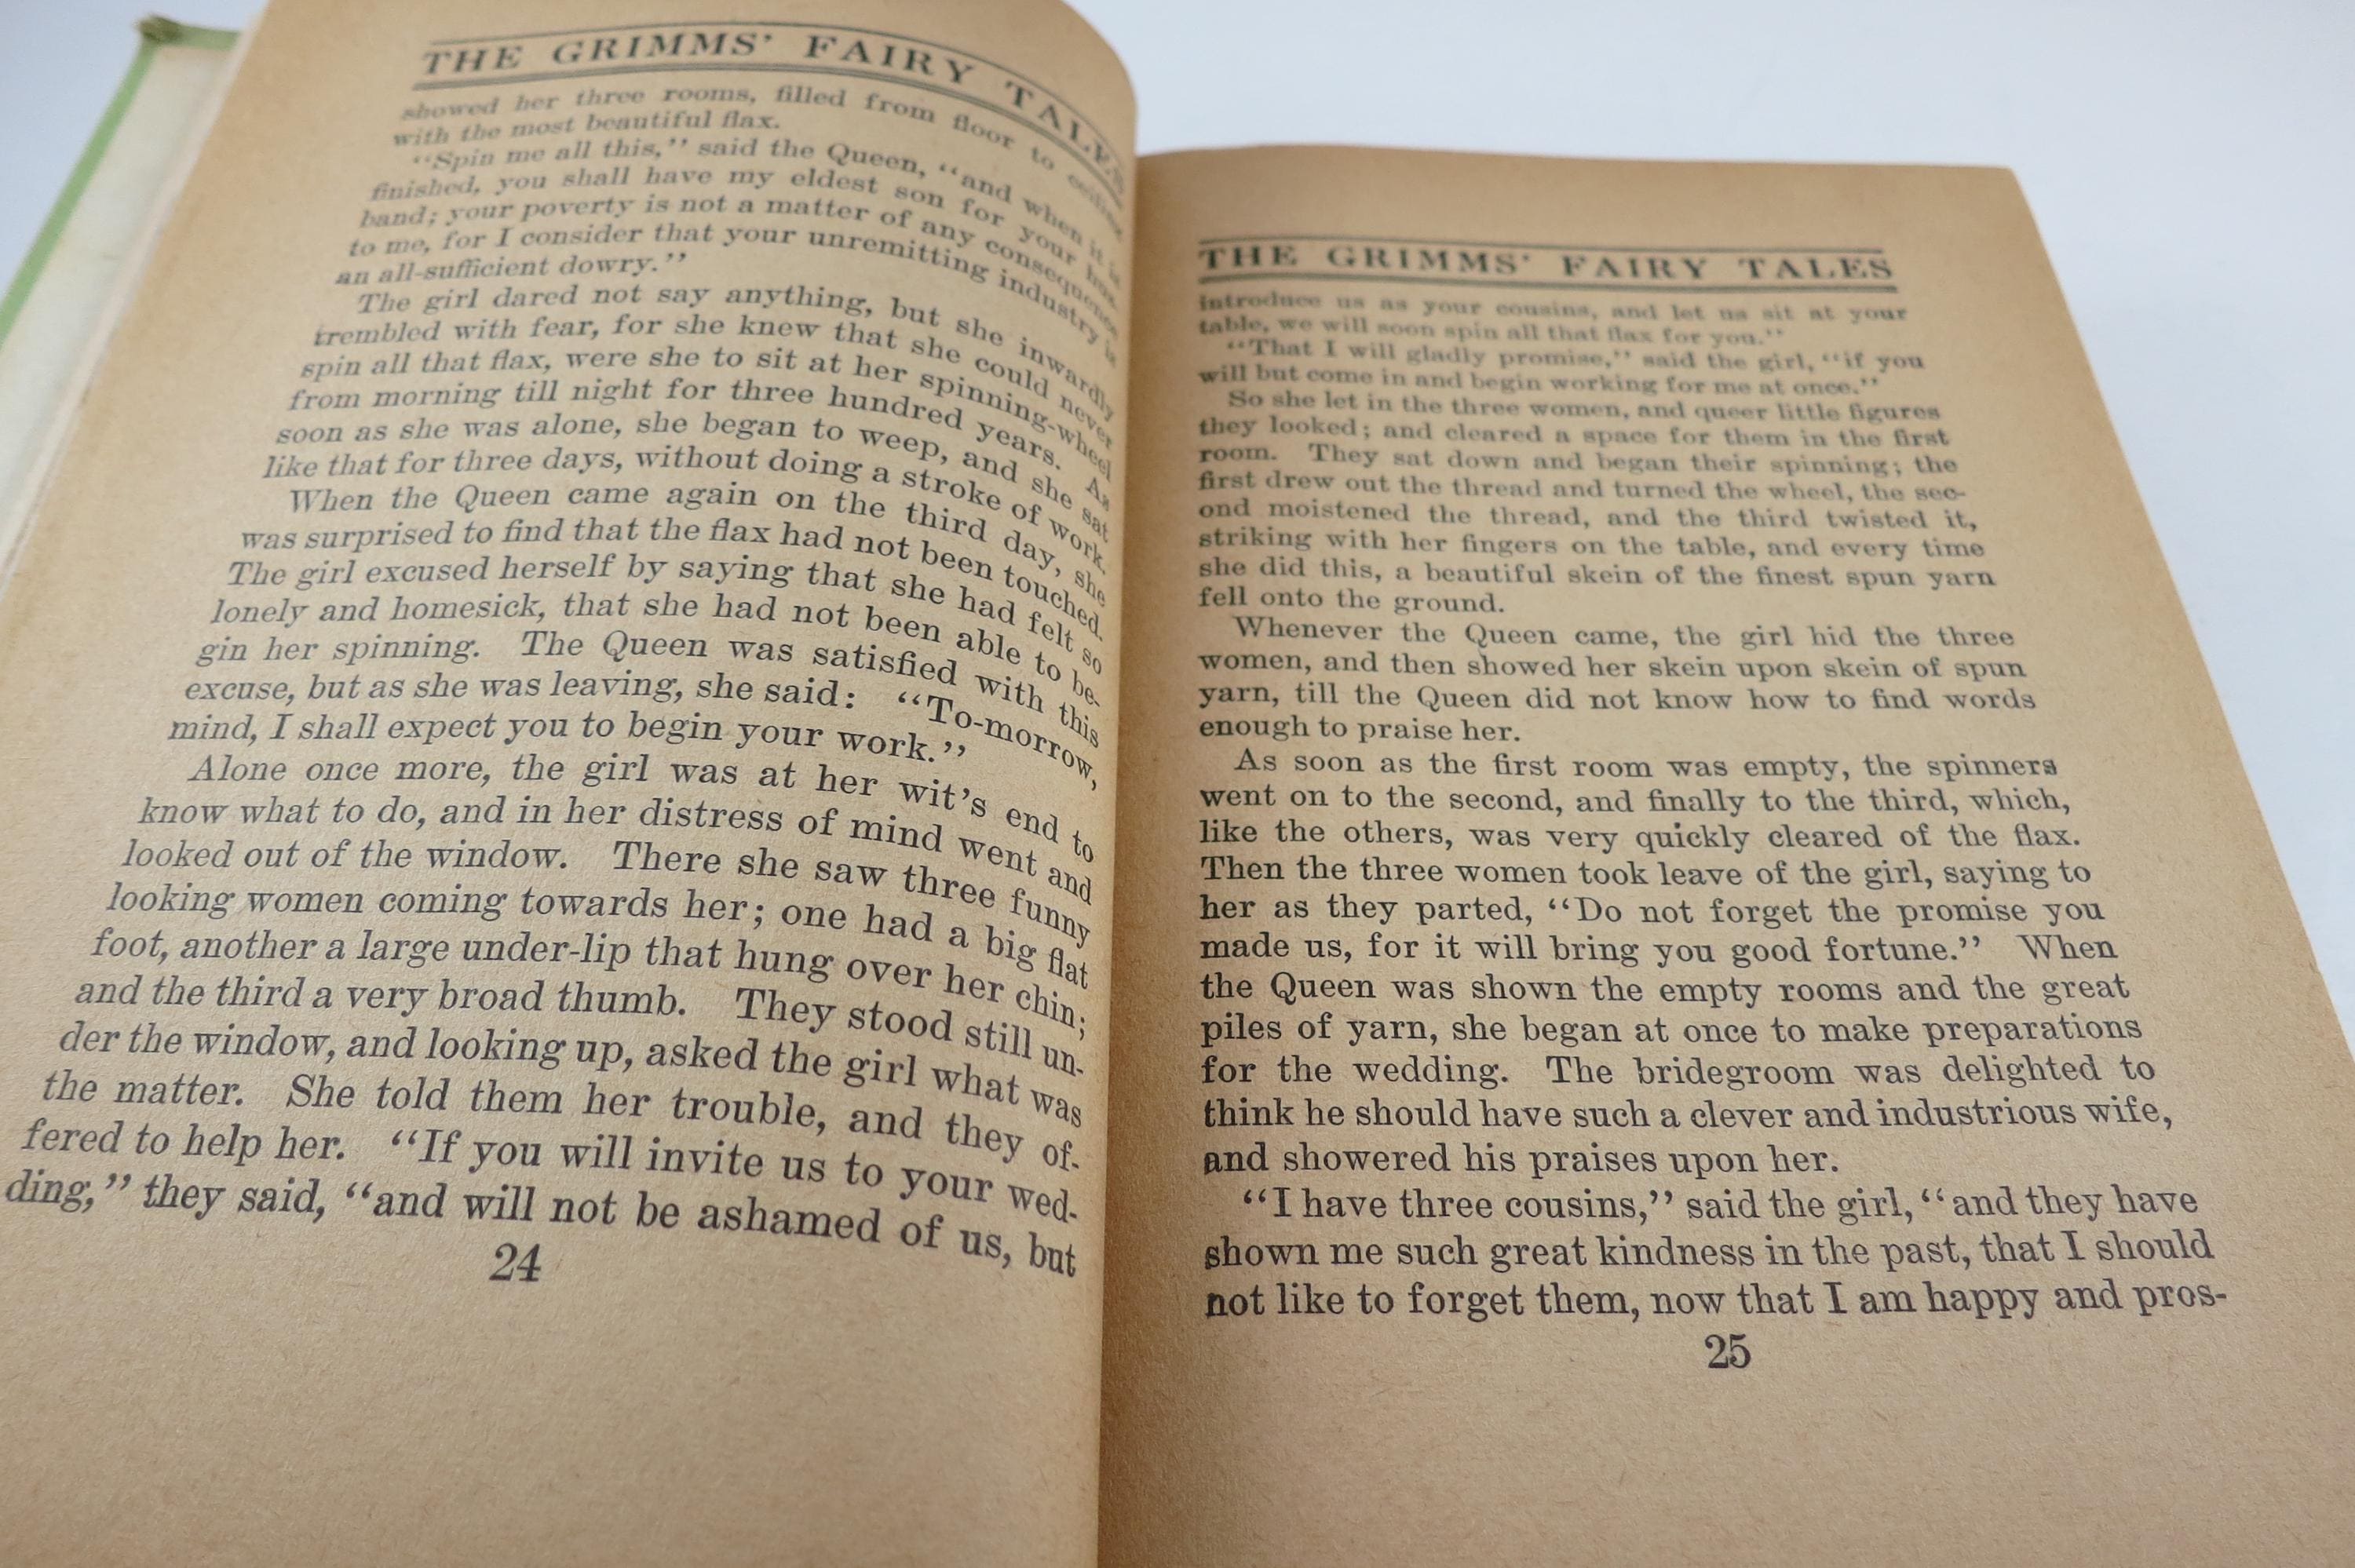 THE GRIMMS' FAIRY TALES
showed her three rooms, filled from floor to ceiling
with the most beautiful flax.
"Spin me all this," said the Queen, "and when it is
finished, you shall have my eldest son for your hus-
band; your poverty is not a matter of any consequence
to me, for I consider that your unremitting industry is
an all-sufficient dowry."
The girl dared not say anything, but she inwardly
trembled with fear, for she knew that she could never
spin all that flax, were she to sit at her spinning-wheel
from morning till night for three hundred years. As
soon as she was alone, she began to weep, and she sat
like that for three days, without doing a stroke of work.
When the Queen came again on the third day, she
was surprised to find that the flax had not been touched.
The girl excused herself by saying that she had felt so
lonely and homesick, that she had not been able to be-
gin her spinning. The Queen was satisfied with this
excuse, but as she was leaving, she said: "To-morrow,
mind, I shall expect you to begin your work."
Alone once more, the girl was at her wit's end to
know what to do, and in her distress of mind went and
looked out of the window. There she saw three funny
looking women coming towards her; one had a big flat
foot, another a large under-lip that hung over her chin;
and the third a very broad thumb. They stood still un-
der the window, and looking up, asked the girl what was
the matter. She told them her trouble, and they of-
fered to help her. "If you will invite us to your wed-
ding," they said, "and will not be ashamed of us, but
24
THE GRIMMS' FAIRY TALES
introduce us as your cousins, and let us sit at your
table, we will soon spin all that flax for you."
"That I will gladly promise," said the girl, "if you
will but come in and begin working for me at once."
So she let in the three women, and queer little figures
they looked; and cleared a space for them in the first
room. They sat down and began their spinning; the
first drew out the thread and turned the wheel, the sec-
ond moistened the thread, and the third twisted it,
striking with her fingers on the table, and every time
she did this, a beautiful skein of the finest spun yarn
fell onto the ground.
Whenever the Queen came, the girl hid the three
women, and then showed her skein upon skein of spun
yarn, till the Queen did not know how to find words
enough to praise her.
As soon as the first room was empty, the spinners
went on to the second, and finally to the third, which,
like the others, was very quickly cleared of the flax.
Then the three women took leave of the girl, saying to
her as they parted, "Do not forget the promise you
made us, for it will bring you good fortune." When
the Queen was shown the empty rooms and the great
piles of yarn, she began at once to make preparations
for the wedding. The bridegroom was delighted to
think he should have such a clever and industrious wife,
and showered his praises upon her.
"I have three cousins," said the girl, "and they have
shown me such great kindness in the past, that I should
not like to forget them, now that I am happy and pros-
25